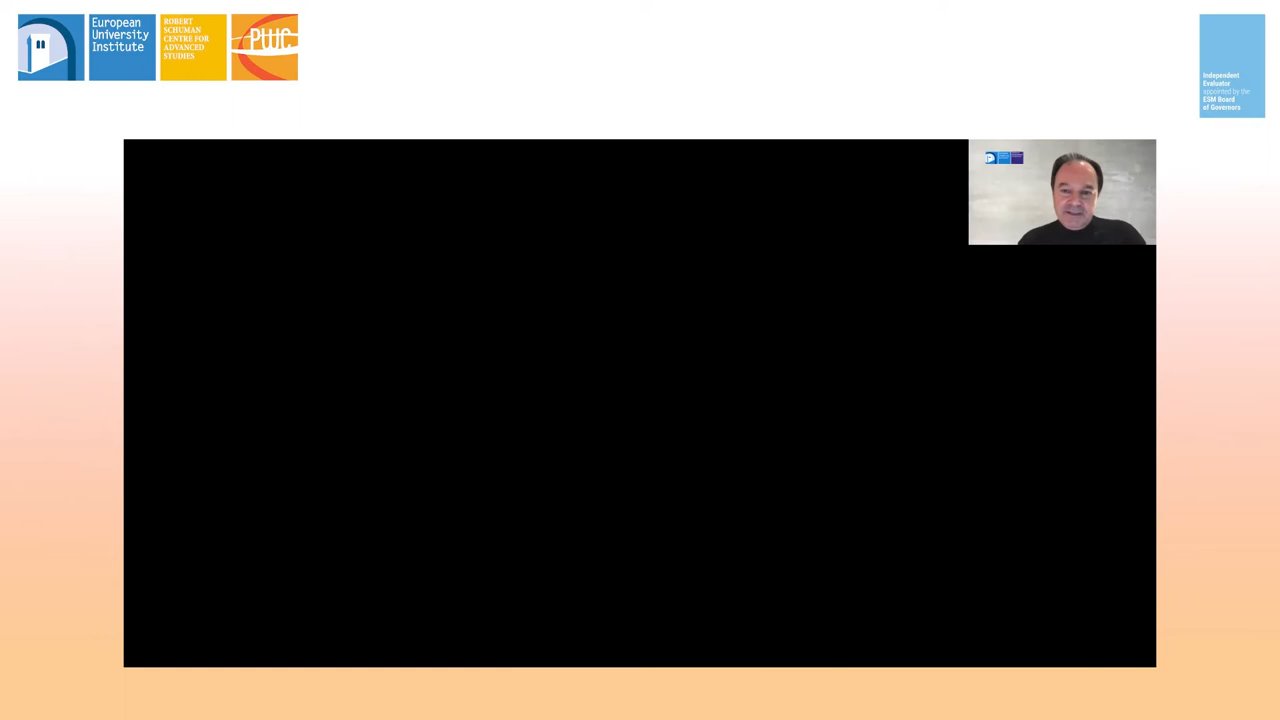 European
University
Institute
ROBERT
SCHUMAN
CENTRE FOR
ADVANCED
STUDIES
PWC
Independent
Evaluator
appointed by the
ESM Board
of Governors